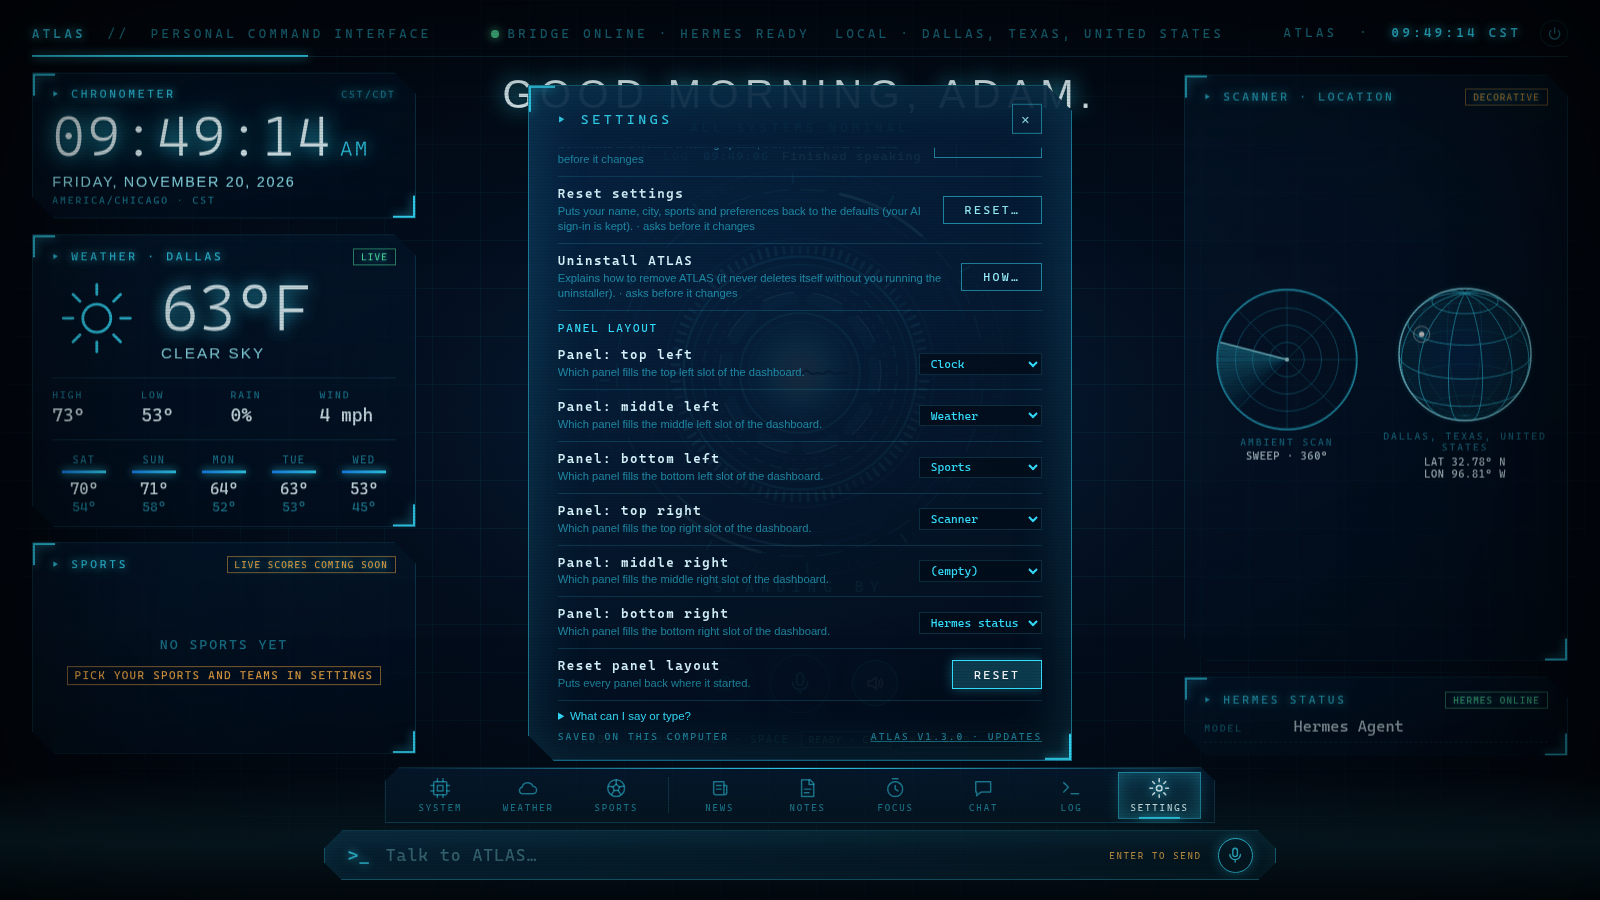 ATLAS // PERSONAL COMMAND INTERFACE
BRIDGE ONLINE · HERMES READY
LOCAL · DALLAS, TEXAS, UNITED STATES
ATLAS · 09:49:14 CST
CHRONOMETER
CST/CDT
09:49:14 AM
FRIDAY, NOVEMBER 20, 2026
AMERICA/CHICAGO · CST
WEATHER · DALLAS
LIVE
63°F
CLEAR SKY
HIGH LOW RAIN WIND
73° 53° 0% 4 mph
SAT SUN MON TUE WED
70° 71° 64° 63° 53°
54° 58° 52° 53° 45°
SPORTS
LIVE SCORES COMING SOON
NO SPORTS YET
PICK YOUR SPORTS AND TEAMS IN SETTINGS
GOOD MORNING, ADAM.
SETTINGS
×
09:49:06 Finished speaking
before it changes
Reset settings
Puts your name, city, sports and preferences back to the defaults (your AI
sign-in is kept). · asks before it changes
RESET…
Uninstall ATLAS
Explains how to remove ATLAS (it never deletes itself without you running the
uninstaller). · asks before it changes
HOW…
PANEL LAYOUT
Panel: top left
Which panel fills the top left slot of the dashboard.
Clock
Panel: middle left
Which panel fills the middle left slot of the dashboard.
Weather
Panel: bottom left
Which panel fills the bottom left slot of the dashboard.
Sports
Panel: top right
Which panel fills the top right slot of the dashboard.
Scanner
Panel: middle right
Which panel fills the middle right slot of the dashboard.
(empty)
STANDING BY
Panel: bottom right
Which panel fills the bottom right slot of the dashboard.
Hermes status
Reset panel layout
Puts every panel back where it started.
RESET
What can I say or type?
SAVED ON THIS COMPUTER
ATLAS V1.3.0 · UPDATES
SCANNER · LOCATION
DECORATIVE
AMBIENT SCAN
SWEEP · 360°
DALLAS, TEXAS, UNITED
STATES
LAT 32.78° N
LON 96.81° W
HERMES STATUS
HERMES ONLINE
MODEL Hermes Agent
SYSTEM WEATHER SPORTS NEWS NOTES FOCUS CHAT LOG SETTINGS
>_ Talk to ATLAS…
ENTER TO SEND